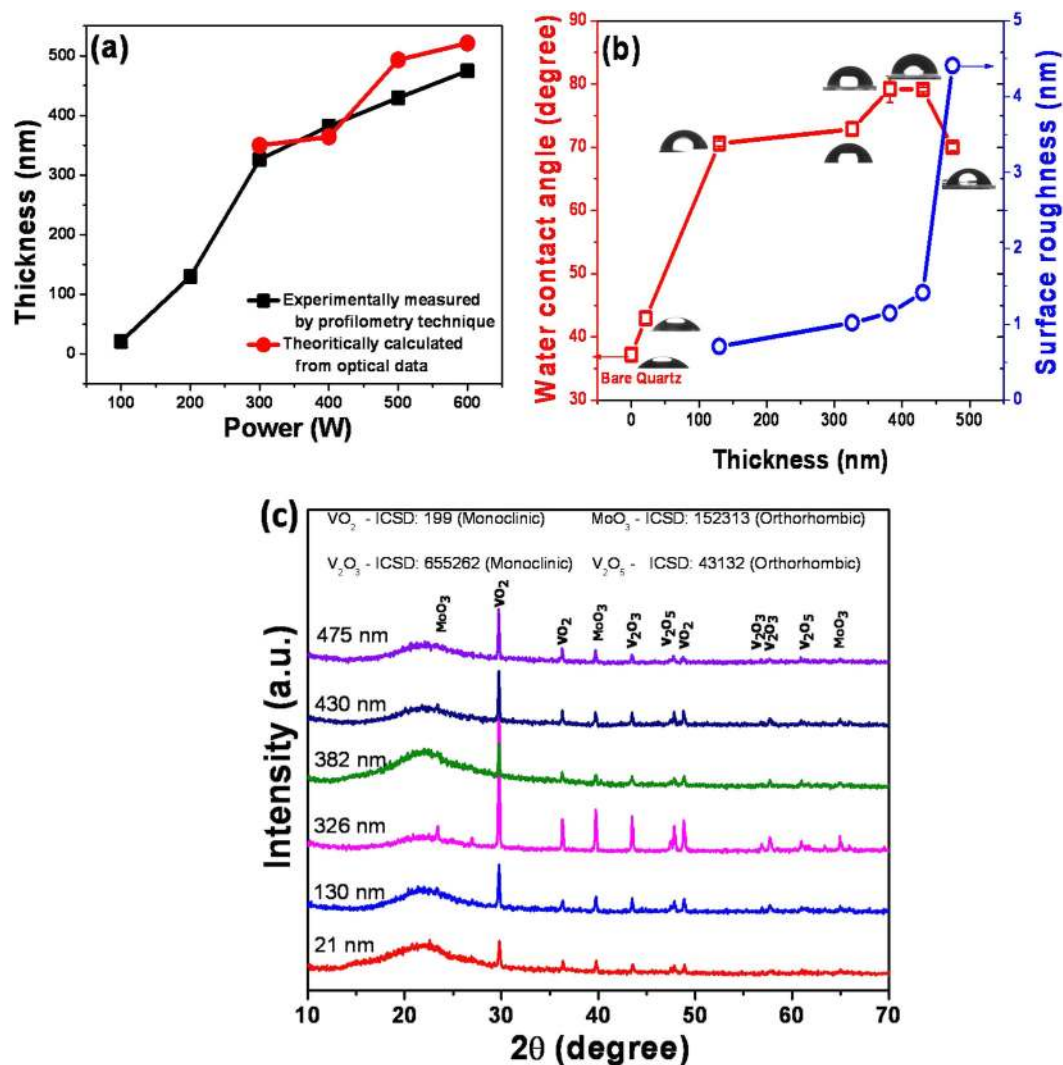 (a)
Thickness (nm)
500
400
300
200
100
0
100 200 300 400 500 600
Power (W)
Experimentally measured
by profilometry technique
Theoritically calculated
from optical data
(b)
Water contact angle (degree)
90
80
70
60
50
40
30
Bare Quartz
0 100 200 300 400 500
Thickness (nm)
5
4
3
2
1
0
Surface roughness (nm)
(c)
VO₂ - ICSD: 199 (Monoclinic) MoO₃ - ICSD: 152313 (Orthorhombic)
V₂O₃ - ICSD: 655262 (Monoclinic) V₂O₅ - ICSD: 43132 (Orthorhombic)
MoO₃ VO₂ VO₂ MoO₃ V₂O₃ V₂O₅ VO₂ V₂O₃ V₂O₃ V₂O₅ MoO₃
475 nm
430 nm
382 nm
326 nm
130 nm
21 nm
Intensity (a.u.)
10 20 30 40 50 60 70
2θ (degree)